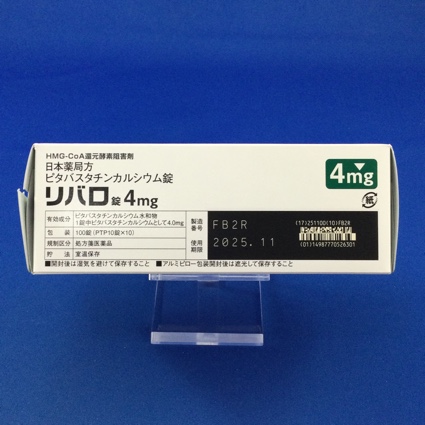 HMG-CoA還元酵素阻害剤
日本薬局方
ピタバスタチンカルシウム錠
リバロ錠4mg
4mg
紙
有効成分 ピタバスタチンカルシウム水和物
1錠中ピタバスタチンカルシウムとして4.0mg
包装 100錠(PTP10錠×10)
規制区分 処方箋医薬品
貯法 室温保存
製造番号 FB2R
使用期限 2025.11
(17)251100(10)FB2R
(01)14987770526301
■開封後は湿気を避けて保存すること ■アルミピロー包装開封後は遮光して保存すること